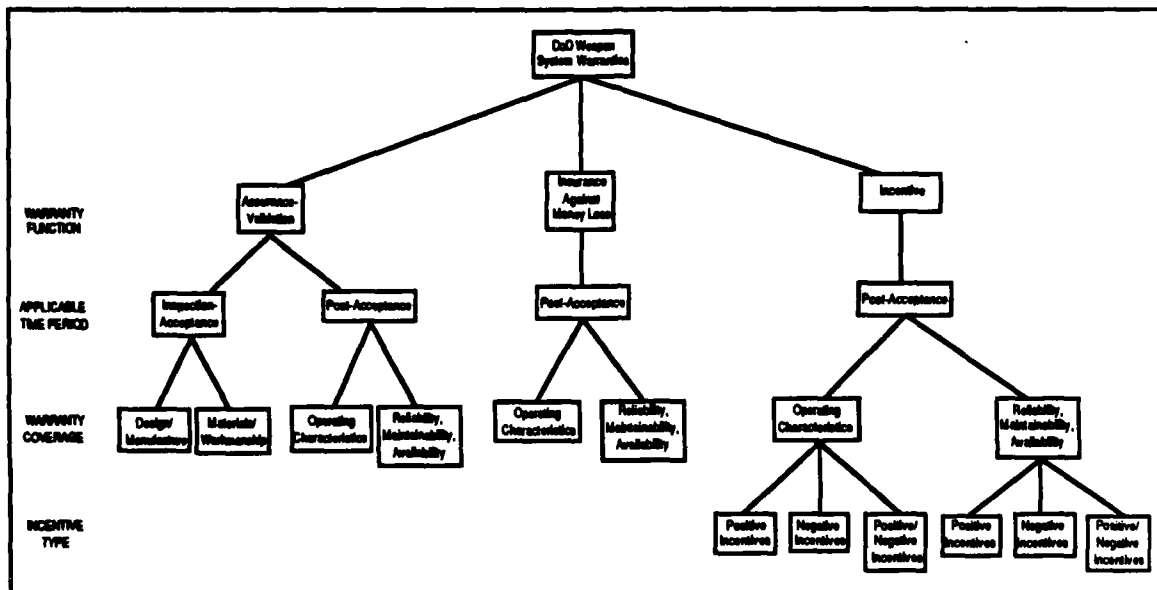 DoD Weapon
System Warranties
WARRANTY
FUNCTION
Assurance-
Validation
Insurance
Against
Money Loss
Incentive
APPLICABLE
TIME PERIOD
Inspection-
Acceptance
Post-Acceptance
Post-Acceptance
Post-Acceptance
WARRANTY
COVERAGE
Design/
Manufacture
Materials/
Workmanship
Operating
Characteristics
Reliability,
Maintainability,
Availability
Operating
Characteristics
Reliability,
Maintainability,
Availability
Operating
Characteristics
Reliability,
Maintainability,
Availability
INCENTIVE
TYPE
Positive
Incentives
Negative
Incentives
Positive/
Negative
Incentives
Positive
Incentives
Negative
Incentives
Positive/
Negative
Incentives